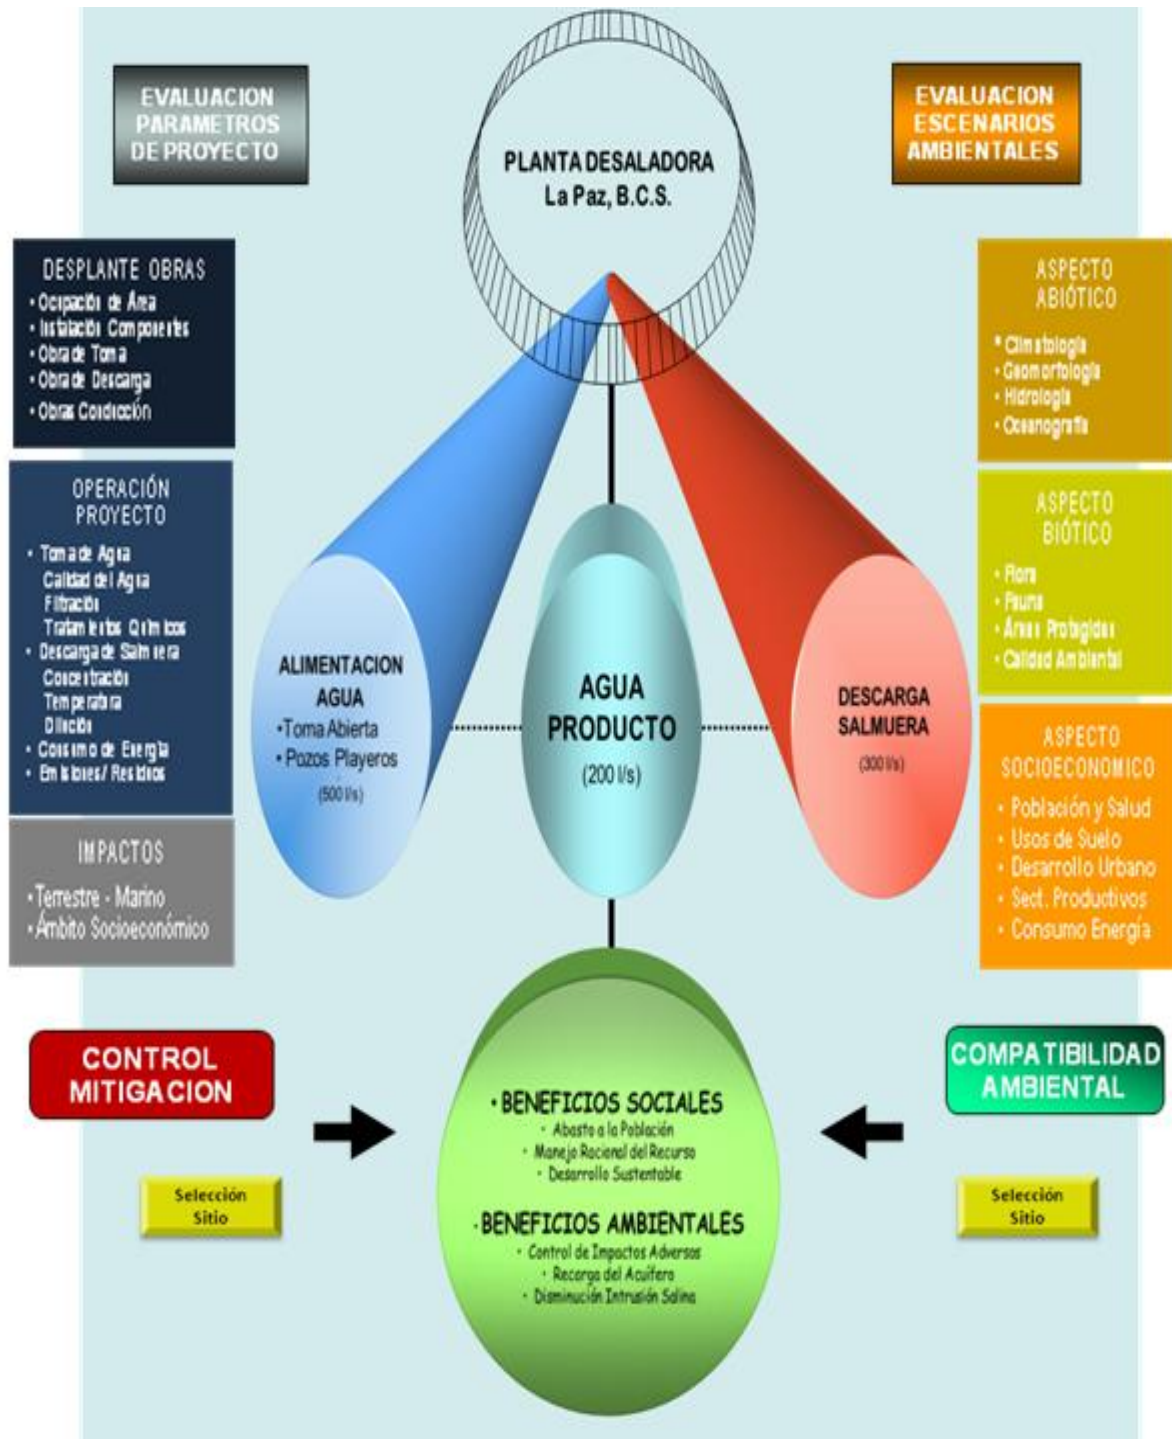 EVALUACION
PARAMETROS
DE PROYECTO
PLANTA DESALADORA
La Paz, B.C.S.
EVALUACION
ESCENARIOS
AMBIENTALES
DESPLANTE OBRAS
• Ocupación de Área
• Instalación Componentes
• Obra de Toma
• Obra de Descarga
• Obras Conducción
OPERACIÓN
PROYECTO
• Toma de Agua
Calidad del Agua
Filtración
Tratamientos Químicos
• Descarga de Salmuera
Concentración
Temperatura
Dilución
• Consumo de Energía
• Emisiones/ Residuos
IMPACTOS
• Terrestre - Marino
• Ámbito Socioeconómico
ALIMENTACION
AGUA
• Toma Abierta
• Pozos Playeros
(500 l/s)
AGUA
PRODUCTO
(200 l/s)
DESCARGA
SALMUERA
(300 l/s)
ASPECTO
ABIÓTICO
• Climatología
• Geomorfología
• Hidrología
• Oceanografía
ASPECTO
BIÓTICO
• Flora
• Fauna
• Áreas Protegidas
• Calidad Ambiental
ASPECTO
SOCIOECONOMICO
• Población y Salud
• Usos de Suelo
• Desarrollo Urbano
• Sect. Productivos
• Consumo Energía
CONTROL
MITIGACION
Selección
Sitio
• BENEFICIOS SOCIALES
• Abasto a la Población
• Manejo Racional del Recurso
• Desarrollo Sustentable
• BENEFICIOS AMBIENTALES
• Control de Impactos Adversos
• Recarga del Acuífero
• Disminución Intrusión Salina
COMPATIBILIDAD
AMBIENTAL
Selección
Sitio